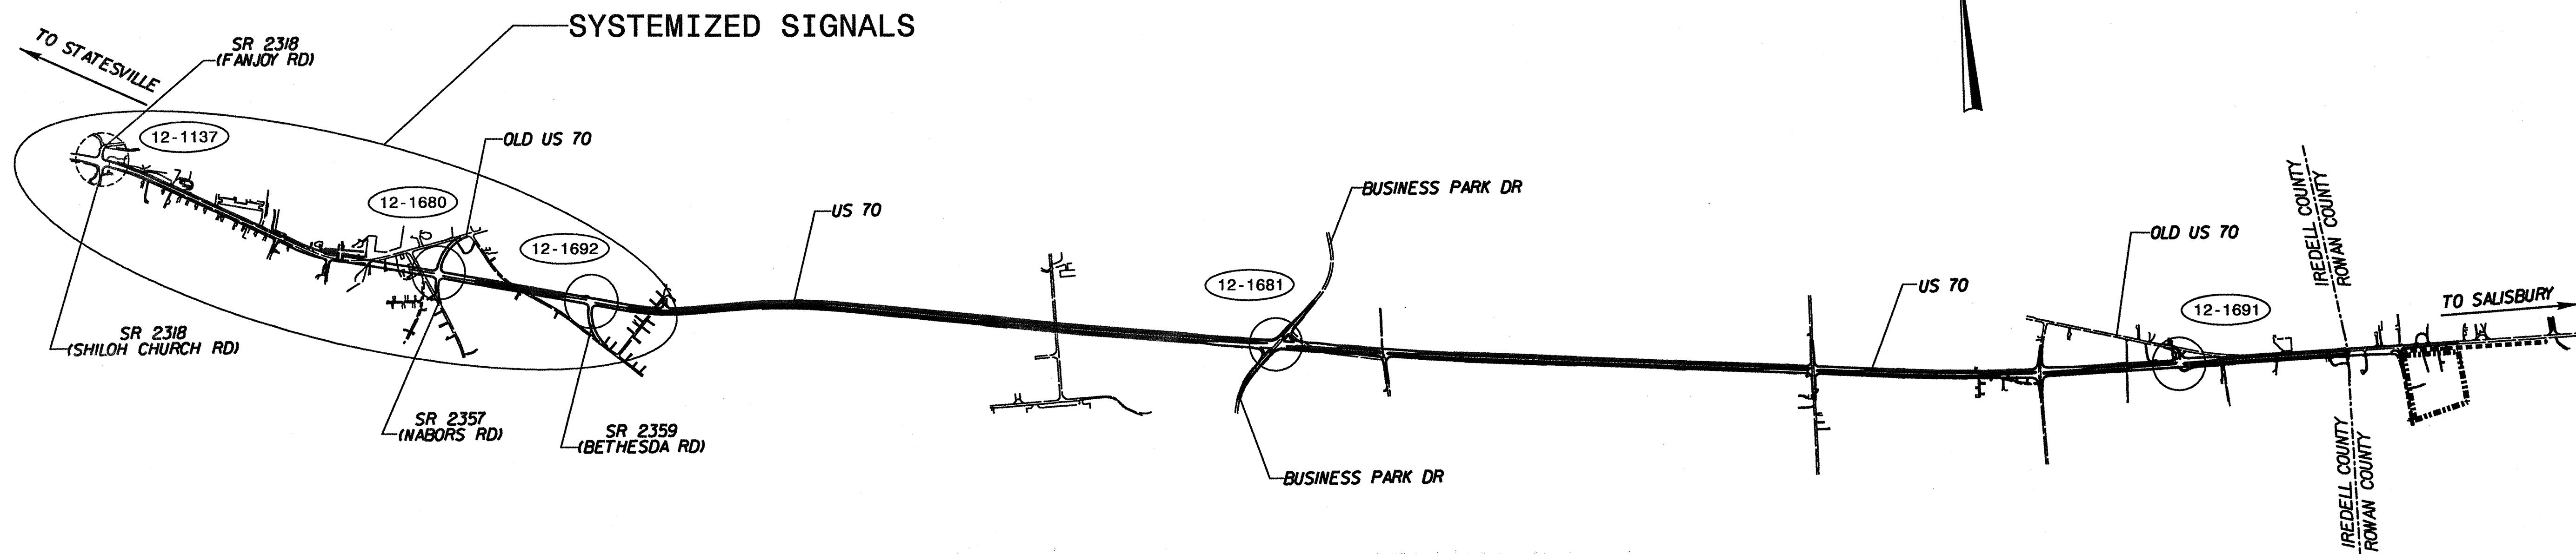 SYSTEMIZED SIGNALS
TO STATESVILLE
SR 2318
(FANJOY RD)
12-1137
OLD US 70
12-1680
12-1692
US 70
BUSINESS PARK DR
12-1681
SR 2318
(SHILOH CHURCH RD)
SR 2357
(NABORS RD)
SR 2359
(BETHESDA RD)
BUSINESS PARK DR
US 70
OLD US 70
12-1691
IREDELL COUNTY
ROWAN COUNTY
TO SALISBURY
IREDELL COUNTY
ROWAN COUNTY